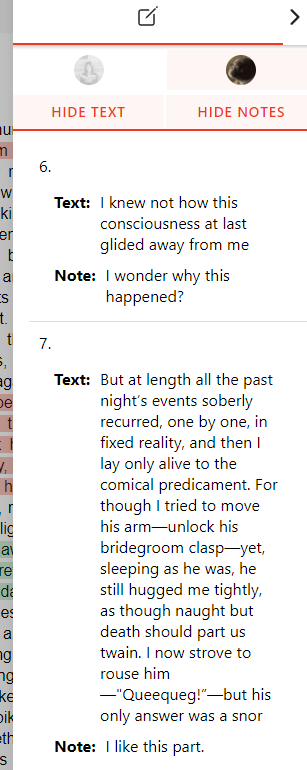 HIDE TEXT
HIDE NOTES
6.
Text: I knew not how this
consciousness at last
glided away from me
Note: I wonder why this
happened?
7.
Text: But at length all the past
night's events soberly
recurred, one by one, in
fixed reality, and then I
lay only alive to the
comical predicament. For
though I tried to move
his arm—unlock his
bridegroom clasp—yet,
sleeping as he was, he
still hugged me tightly,
as though naught but
death should part us
twain. I now strove to
rouse him
—"Queequeg!"—but his
only answer was a snor
Note: I like this part.